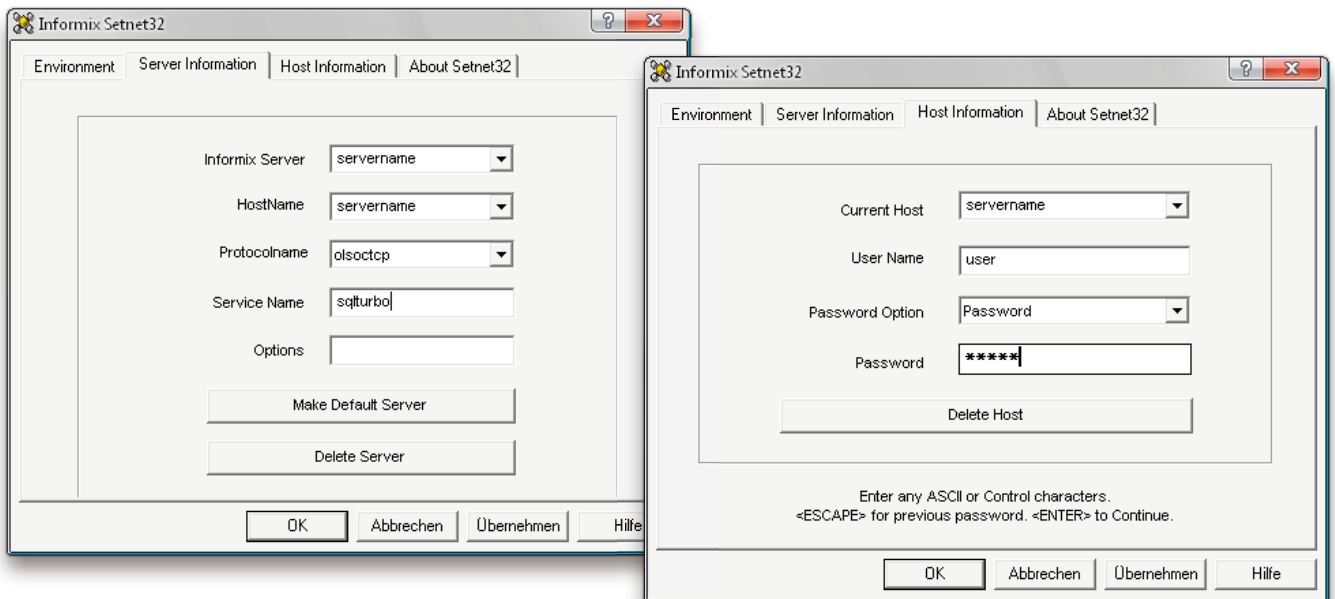 Informix Setnet32
Environment Server Information Host Information About Setnet32
Informix Server servername
HostName servername
Protocolname olsoctcp
Service Name sqlturbo
Options
Make Default Server
Delete Server
OK Abbrechen Übernehmen Hilfe
Informix Setnet32
Environment Server Information Host Information About Setnet32
Current Host servername
User Name user
Password Option Password
Password *****
Delete Host
Enter any ASCII or Control characters.
<ESCAPE> for previous password. <ENTER> to Continue.
OK Abbrechen Übernehmen Hilfe